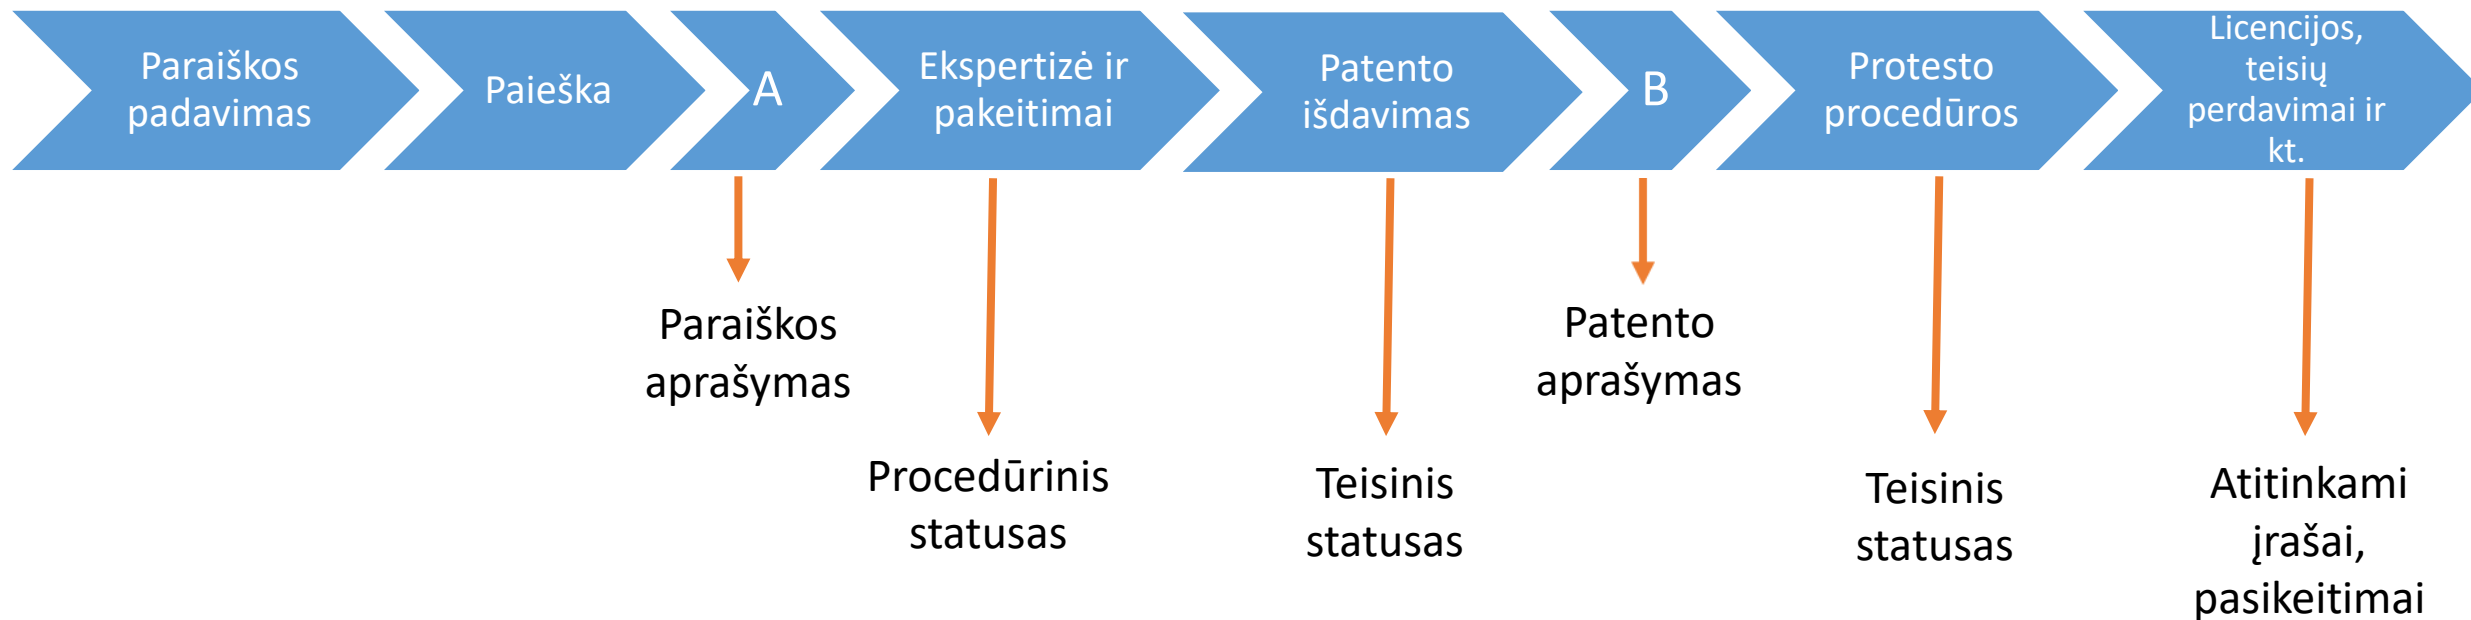 Paraiškos
padavimas
Paieška
A
Ekspertizė ir
pakeitimai
Patento
išdavimas
B
Protesto
procedūros
Licencijos,
teisių
perdavimai ir
kt.
Paraiškos
aprašymas
Procedūrinis
statusas
Teisinis
statusas
Patento
aprašymas
Teisinis
statusas
Atitinkami
įrašai,
pasikeitimai